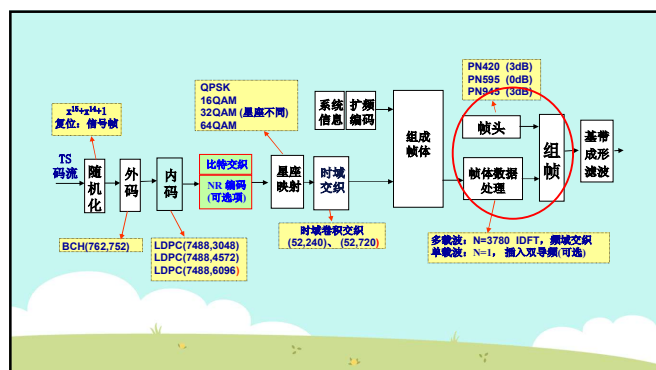 PN420 (3dB)
PN595 (0dB)
PN945 (3dB)
QPSK
16QAM
32QAM (星座不同)
64QAM
x¹⁵+x¹⁴+1
复位：信号帧
系统
信息
扩频
编码
组成
帧体
帧头
组帧
基带
成形
滤波
TS
码流
随机化
外码
内码
比特交织
NR 编码
(可选项)
星座
映射
时域
交织
帧体数据
处理
BCH(762,752)
LDPC(7488,3048)
LDPC(7488,4572)
LDPC(7488,6096)
时域卷积交织
(52,240)、 (52,720)
多载波：N=3780 IDFT，频域交织
单载波：N=1，插入双导频(可选)